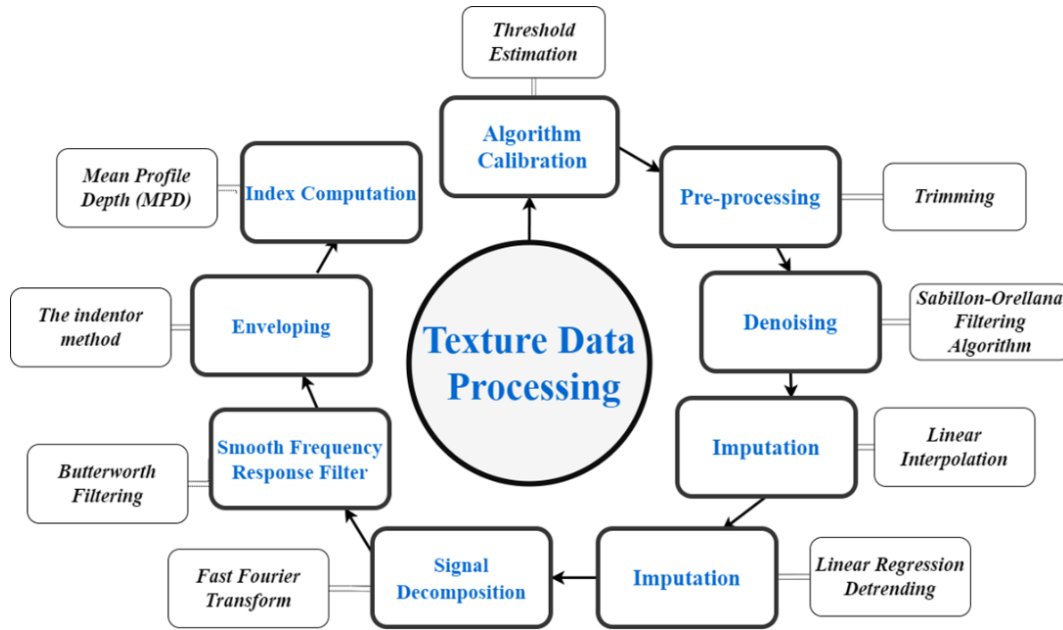 Threshold
Estimation
Algorithm
Calibration
Pre-processing
Trimming
Denoising
Sabillon-Orellana
Filtering
Algorithm
Imputation
Linear
Interpolation
Imputation
Linear Regression
Detrending
Signal
Decomposition
Fast Fourier
Transform
Smooth Frequency
Response Filter
Butterworth
Filtering
Enveloping
The indentor
method
Index Computation
Mean Profile
Depth (MPD)
Texture Data
Processing